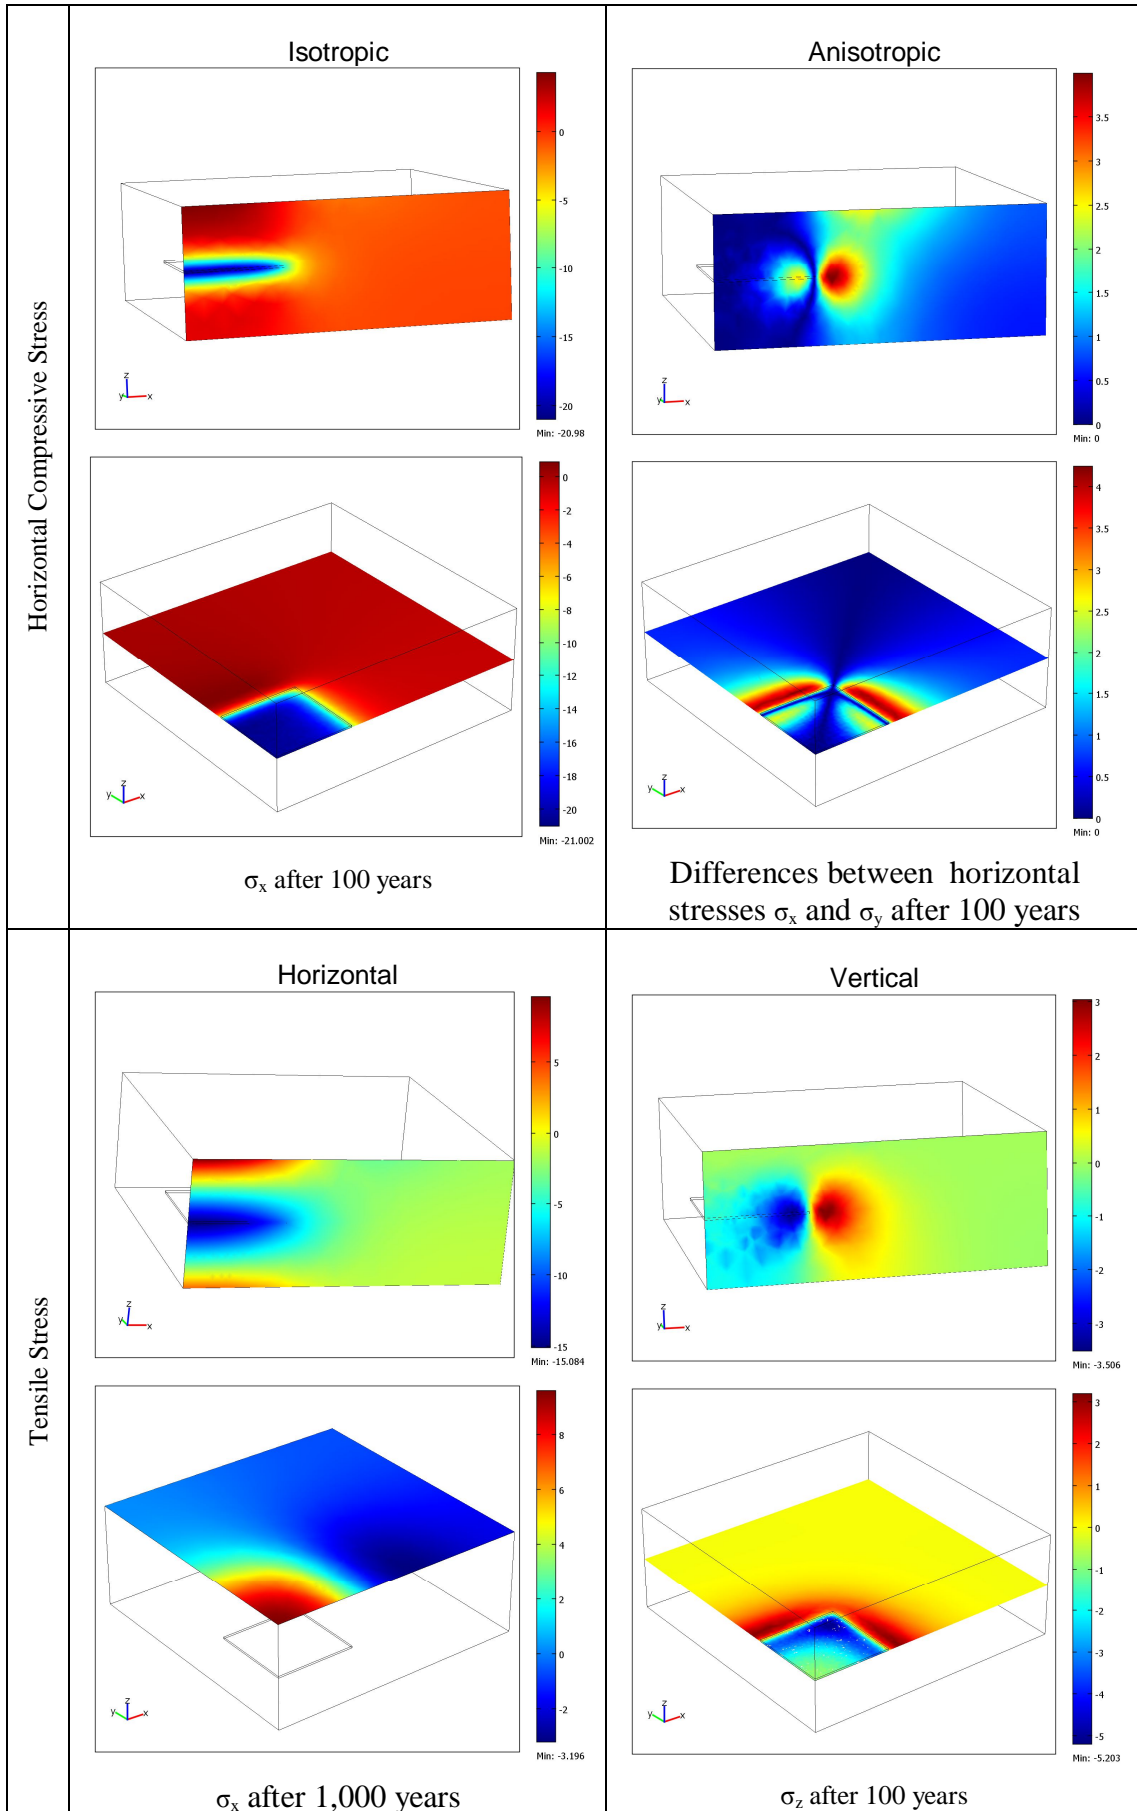 Horizontal Compressive Stress
Isotropic
0
-5
-10
-15
-20
Min: -20.98
z
y
x
0
-2
-4
-6
-8
-10
-12
-14
-16
-18
-20
Min: -21.002
z
y
x
σx after 100 years
Anisotropic
3.5
3
2.5
2
1.5
1
0.5
0
Min: 0
z
y
x
4
3.5
3
2.5
2
1.5
1
0.5
0
Min: 0
z
y
x
Differences between horizontal
stresses σx and σy after 100 years
Tensile Stress
Horizontal
5
0
-5
-10
-15
Min: -15.084
z
y
x
8
6
4
2
0
-2
Min: -3.196
z
y
x
σx after 1,000 years
Vertical
3
2
1
0
-1
-2
-3
Min: -3.506
z
y
x
3
2
1
0
-1
-2
-3
-4
-5
Min: -5.203
z
y
x
σz after 100 years